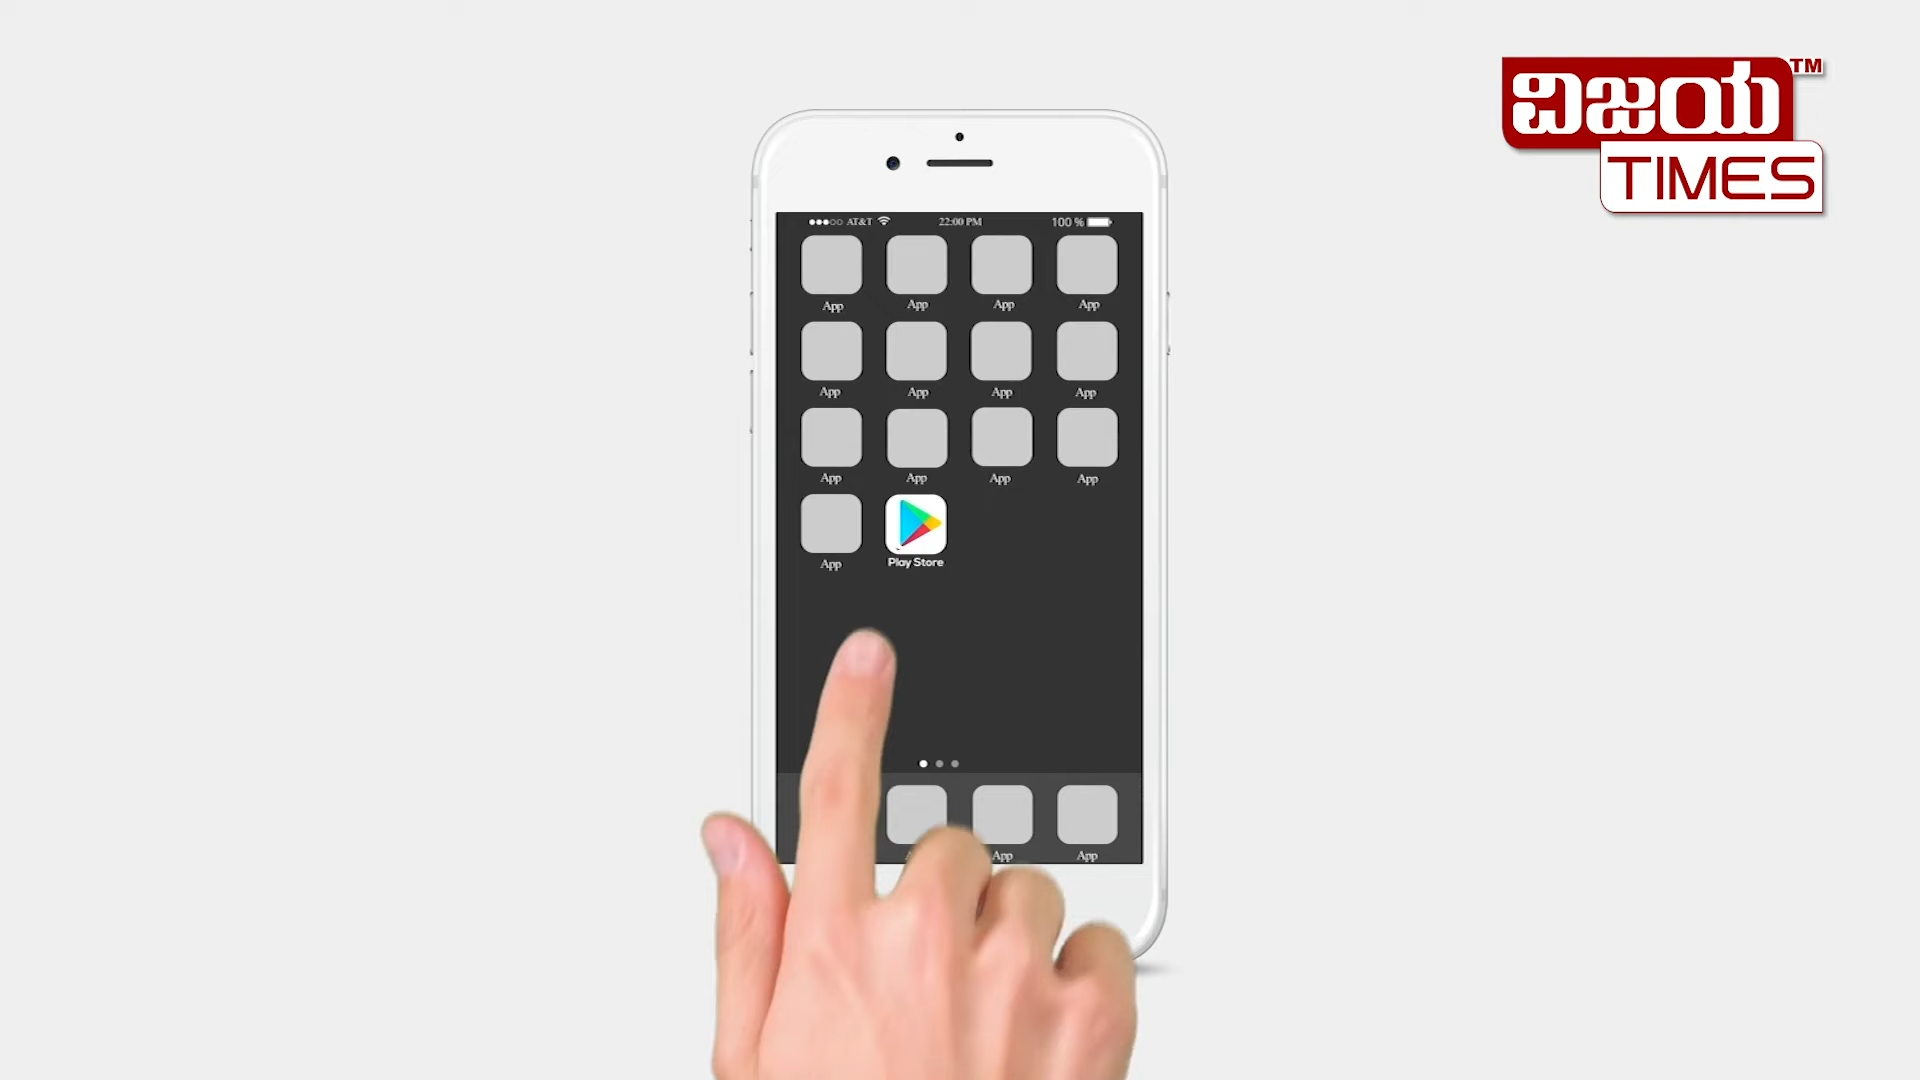 ವಿಜಯ TM
TIMES
AT&T 22:00 PM 100 %
App App App App
App App App App
App App App App
App Play Store
App App